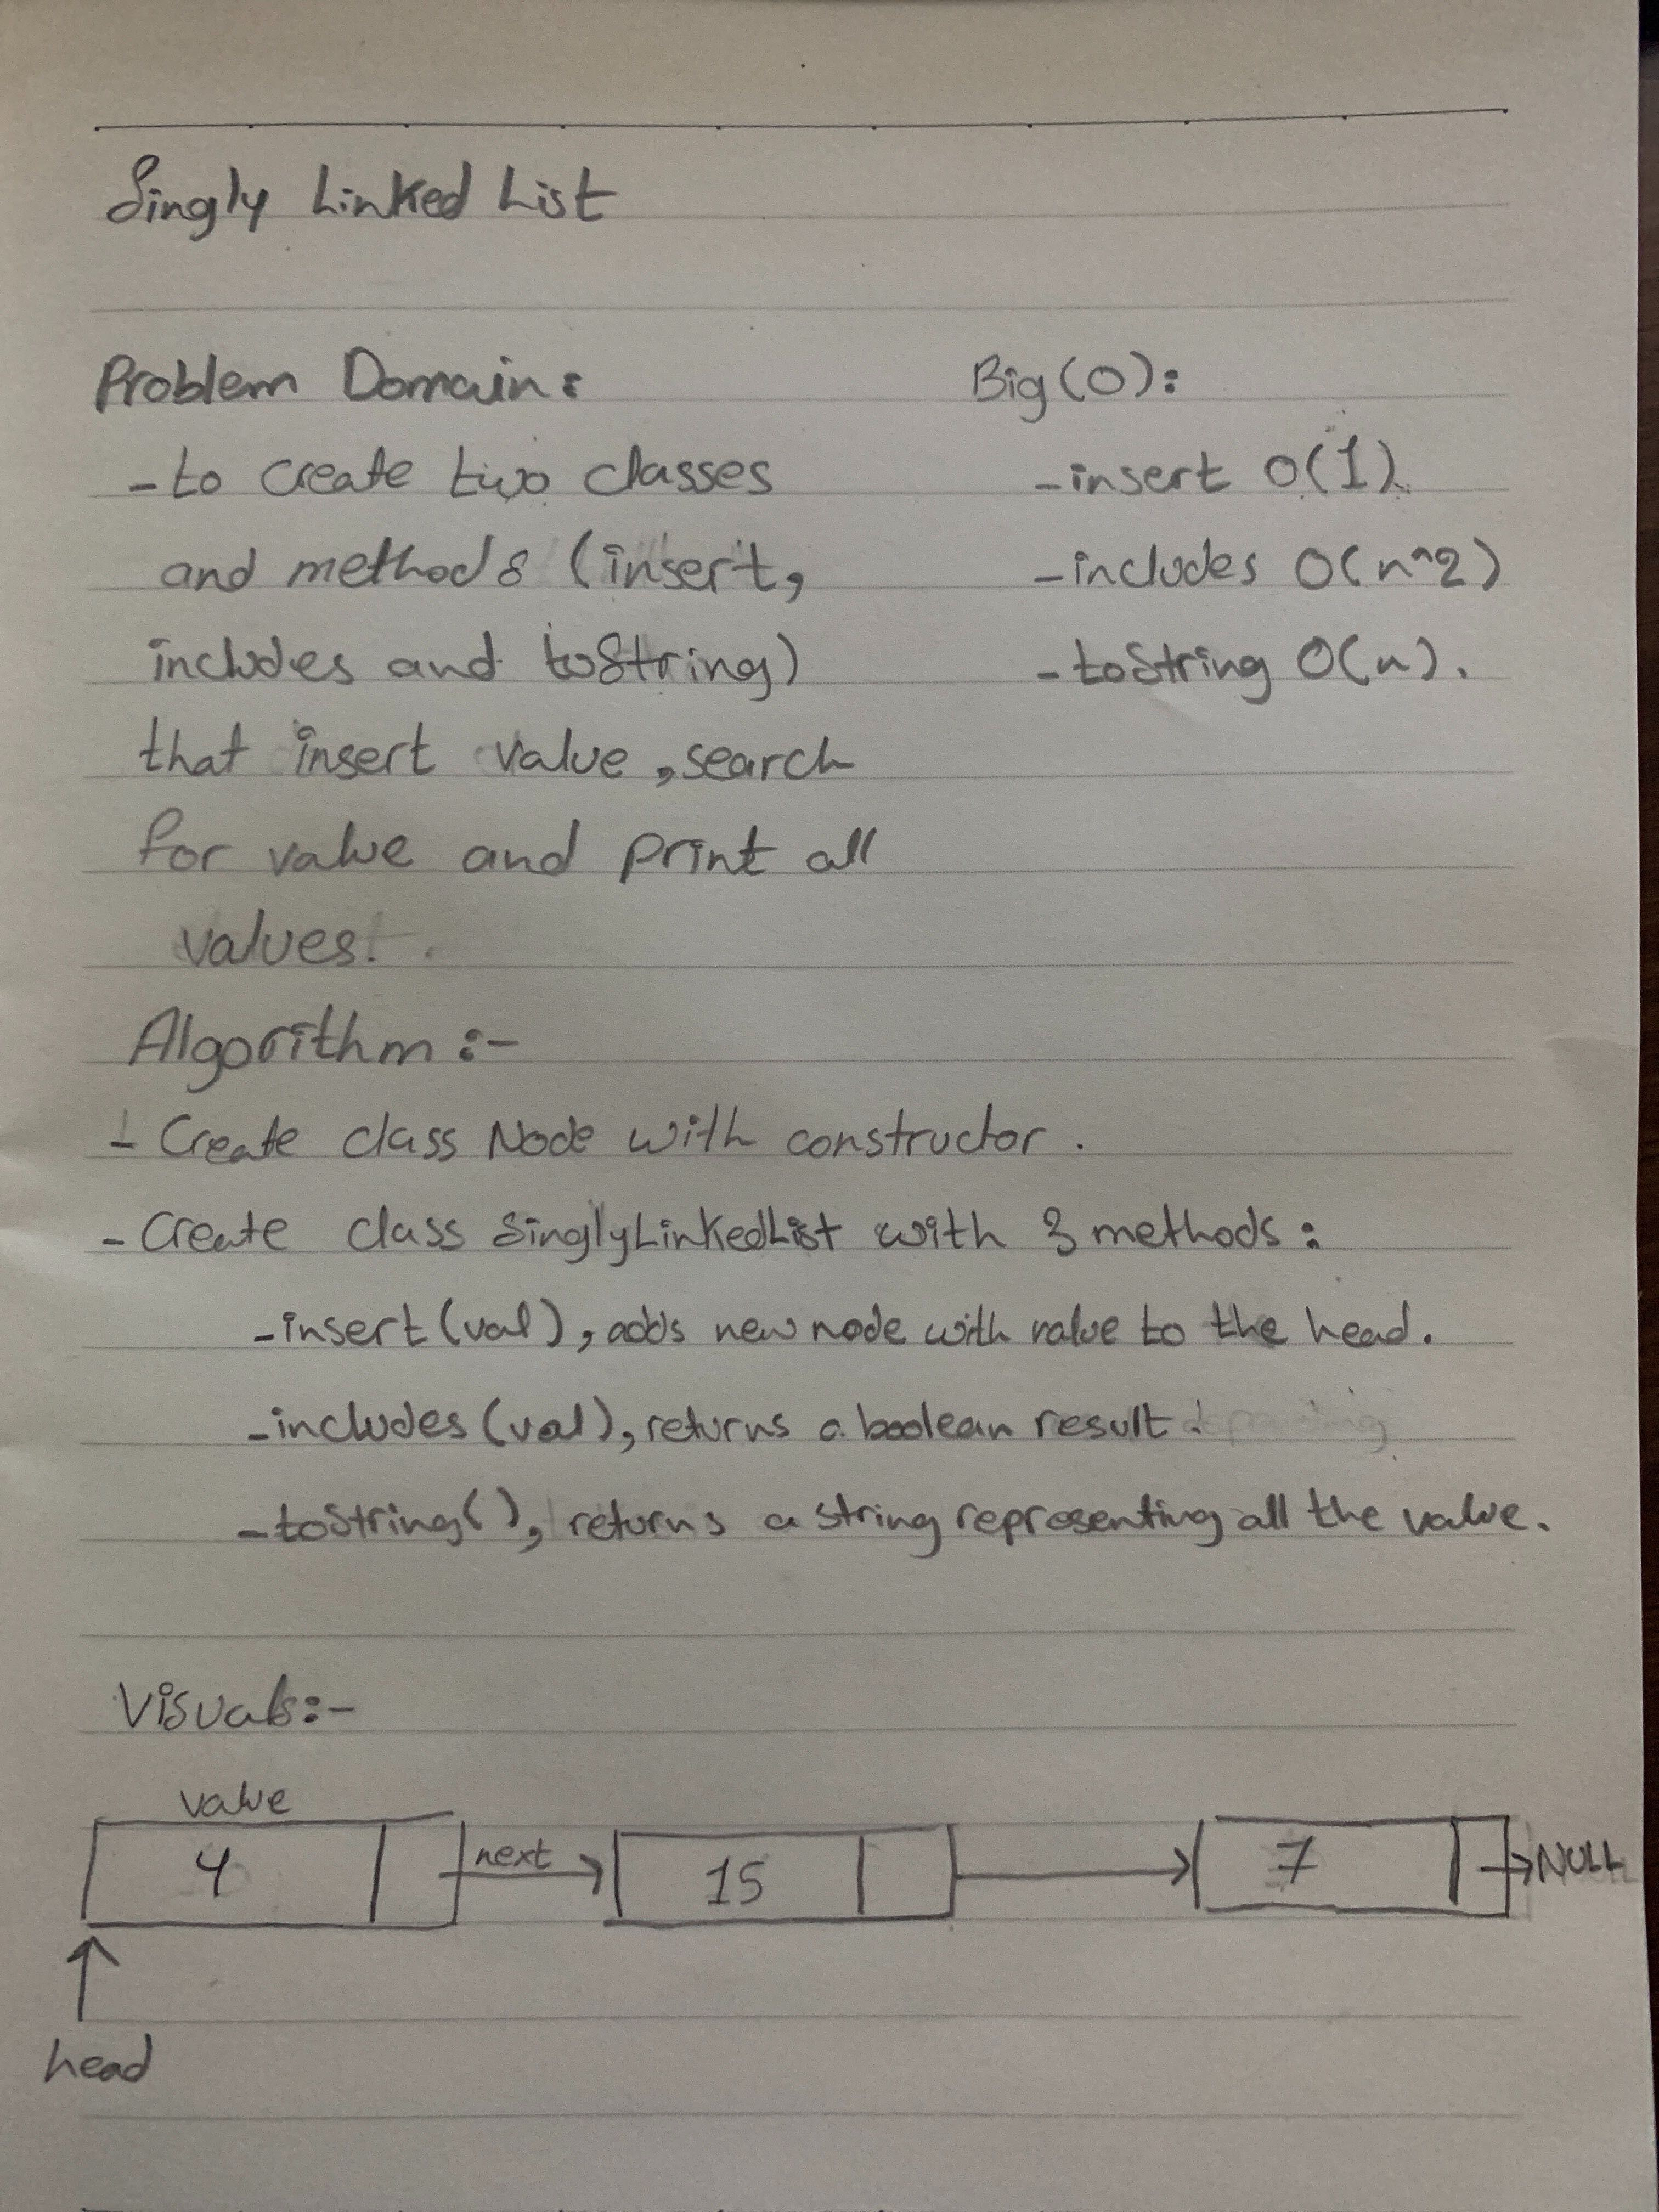 Singly Linked List
Problem Domain:
- to create two classes
and methods (insert,
includes and toString)
that insert value, search
for value and print all
values.
Big(O):
- insert O(1)
- includes O(n^2)
- toString O(n).
Algorithm:-
- Create class Node with constructor.
- Create class SinglyLinkedList with 3 methods:
- insert(val), adds new node with value to the head.
- includes(val), returns a boolean result.
- toString(), returns a string representing all the value.
Visuals:-
value
4 next 15 7 NULL
head